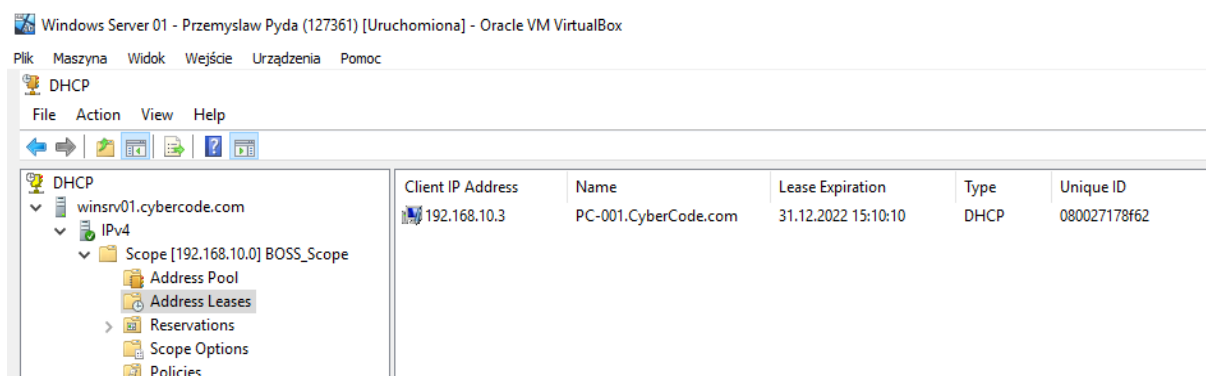 Windows Server 01 - Przemyslaw Pyda (127361) [Uruchomiona] - Oracle VM VirtualBox
Plik Maszyna Widok Wejście Urządzenia Pomoc
DHCP
File Action View Help
DHCP
winsrv01.cybercode.com
IPv4
Scope [192.168.10.0] BOSS_Scope
Address Pool
Address Leases
Reservations
Scope Options
Policies
Client IP Address Name Lease Expiration Type Unique ID
192.168.10.3 PC-001.CyberCode.com 31.12.2022 15:10:10 DHCP 080027178f62